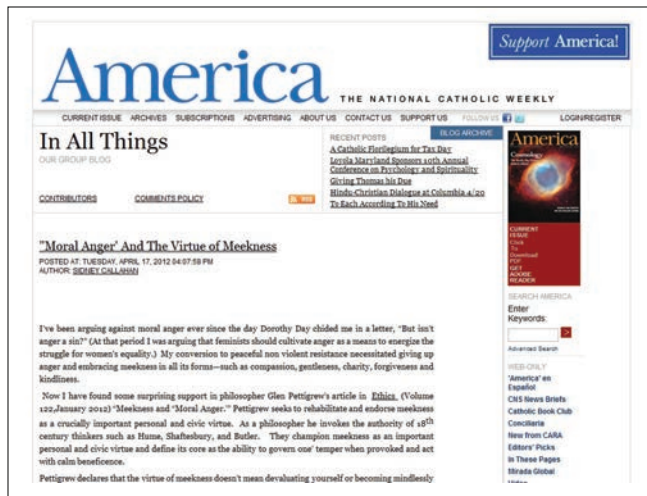 Support America!
America
THE NATIONAL CATHOLIC WEEKLY
CURRENT ISSUE ARCHIVES SUBSCRIPTIONS ADVERTISING ABOUT US CONTACT US SUPPORT US FOLLOW US LOGIN/REGISTER
In All Things
OUR GROUP BLOG
CONTRIBUTORS COMMENTS POLICY RSS
RECENT POSTS
BLOG ARCHIVE
A Catholic Florilegium for Tax Day
Loyola Maryland Sponsors 10th Annual
Conference on Psychology and Spirituality
Giving Thomas his Due
Hindu-Christian Dialogue at Columbia 4/20
To Each According To His Need
"Moral Anger' And The Virtue of Meekness
POSTED AT: TUESDAY, APRIL 17, 2012 04:07:58 PM
AUTHOR: SIDNEY CALLAHAN
I've been arguing against moral anger ever since the day Dorothy Day chided me in a letter, "But isn't
anger a sin?" (At that period I was arguing that feminists should cultivate anger as a means to energize the
struggle for women's equality.) My conversion to peaceful non violent resistance necessitated giving up
anger and embracing meekness in all its forms—such as compassion, gentleness, charity, forgiveness and
kindliness.
Now I have found some surprising support in philosopher Glen Pettigrew's article in Ethics (Volume
122,January 2012) "Meekness and "Moral Anger."" Pettigrew seeks to rehabilitate and endorse meekness
as a crucially important personal and civic virtue. As a philosopher he invokes the authority of 18th
century thinkers such as Hume, Shaftesbury, and Butler. They champion meekness as an important
personal and civic virtue and define its core as the ability to govern one' temper when provoked and act
with calm beneficence.
Pettigrew declares that the virtue of meekness doesn't mean devaluating yourself or becoming mindlessly
America
Cosmology
CURRENT
ISSUE
Click
To
Download
PDF
GET
ADOBE
READER
SEARCH AMERICA
Enter
Keywords:
>
Advanced Search
WEB-ONLY
'America' en
Español
CNS News Briefs
Catholic Book Club
Conciliaria
New from CARA
Editors' Picks
In These Pages
Mirada Global
Video